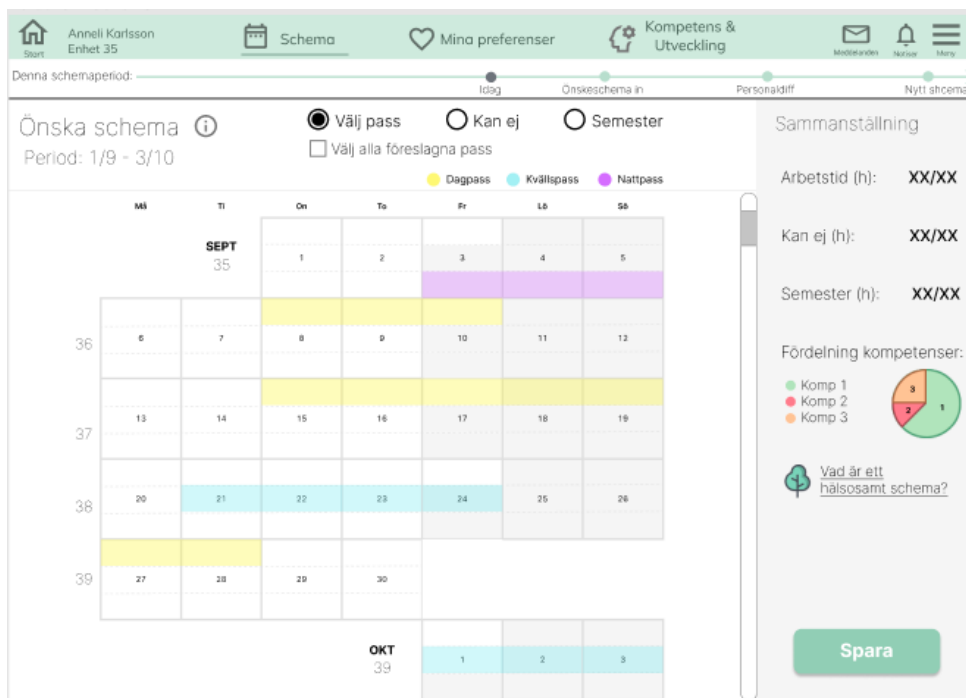 Anneli Karlsson
Enhet 35
Start
Schema
Mina preferenser
Kompetens &
Utveckling
Meddelanden
Notiser
Meny
Denna schemaperiod:
Idag
Önskeschema in
Personaldiff
Nytt shcema
Önska schema
Period: 1/9 - 3/10
Välj pass
Kan ej
Semester
Välj alla föreslagna pass
Dagpass
Kvällspass
Nattpass
Må Ti On To Fr Lö Sö
SEPT
35 1 2 3 4 5
36 6 7 8 9 10 11 12
37 13 14 15 16 17 18 19
38 20 21 22 23 24 25 26
39 27 28 29 30
OKT
39 1 2 3
Sammanställning
Arbetstid (h): XX/XX
Kan ej (h): XX/XX
Semester (h): XX/XX
Fördelning kompetenser:
Komp 1
Komp 2
Komp 3
3
2 1
Vad är ett
hälsosamt schema?
Spara